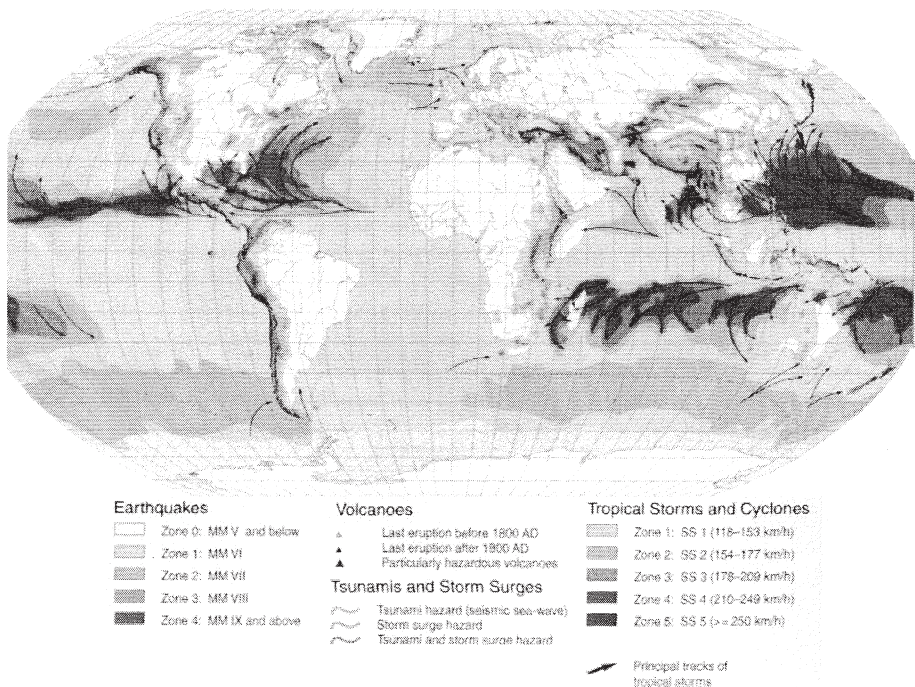 Earthquakes
Zone 0: MM V and below
Zone 1: MM VI
Zone 2: MM VII
Zone 3: MM VIII
Zone 4: MM IX and above
Volcanoes
Last eruption before 1800 AD
Last eruption after 1800 AD
Particularly hazardous volcanoes
Tsunamis and Storm Surges
Tsunami hazard (seismic sea-wave)
Storm surge hazard
Tsunami and storm surge hazard
Tropical Storms and Cyclones
Zone 1: SS 1 (118–153 km/h)
Zone 2: SS 2 (154–177 km/h)
Zone 3: SS 3 (178–209 km/h)
Zone 4: SS 4 (210–249 km/h)
Zone 5: SS 5 (>= 250 km/h)
Principal tracks of
tropical storms